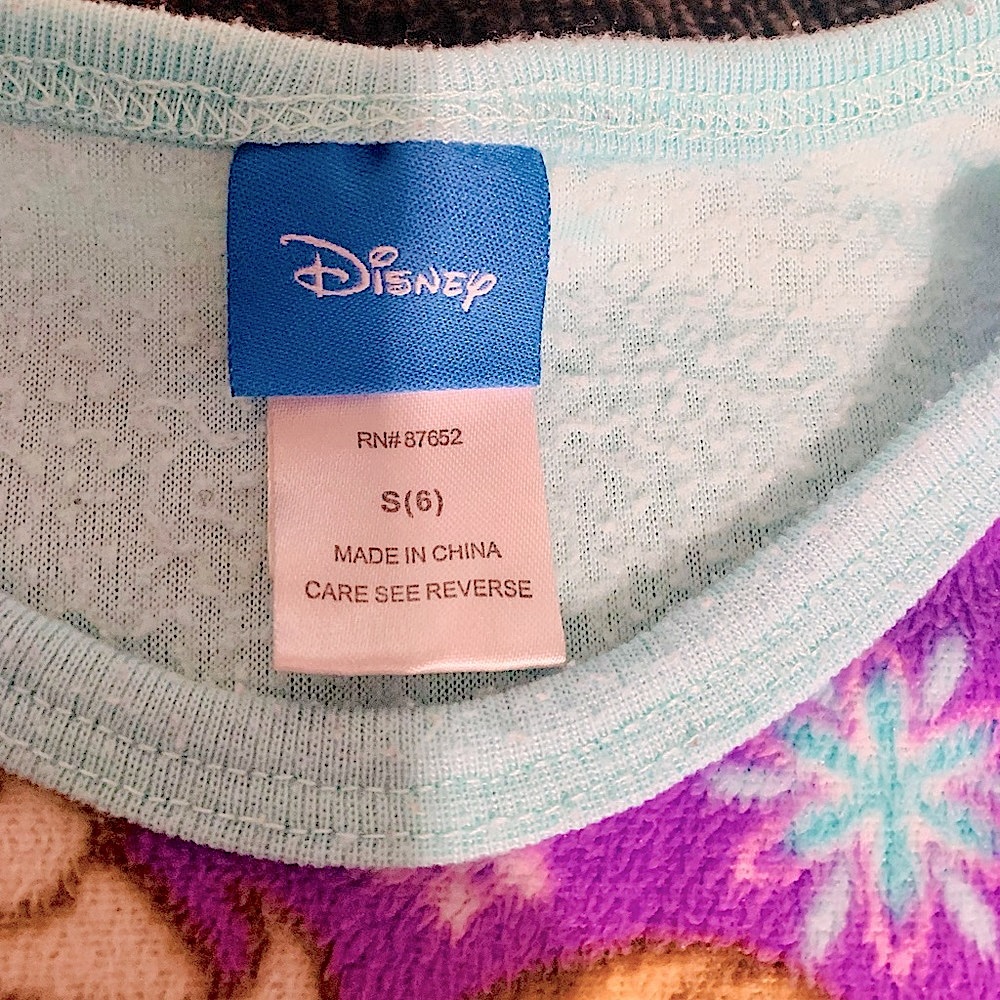 Disney
RN# 87652
S(6)
MADE IN CHINA
CARE SEE REVERSE